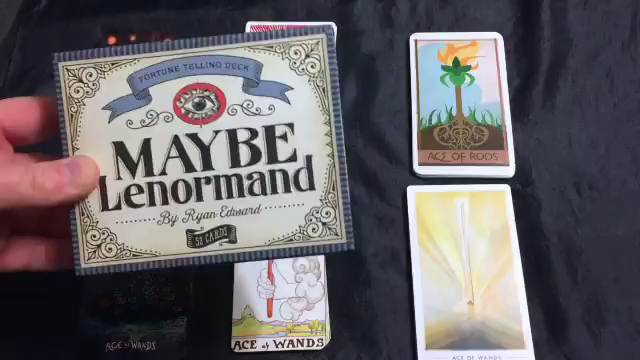 FORTUNE TELLING DECK
MAYBE
Lenormand
By Ryan Edward
52 CARDS
ACE OF RODS
ACE of WANDS
ACE of WANDS
ACE OF WANDS